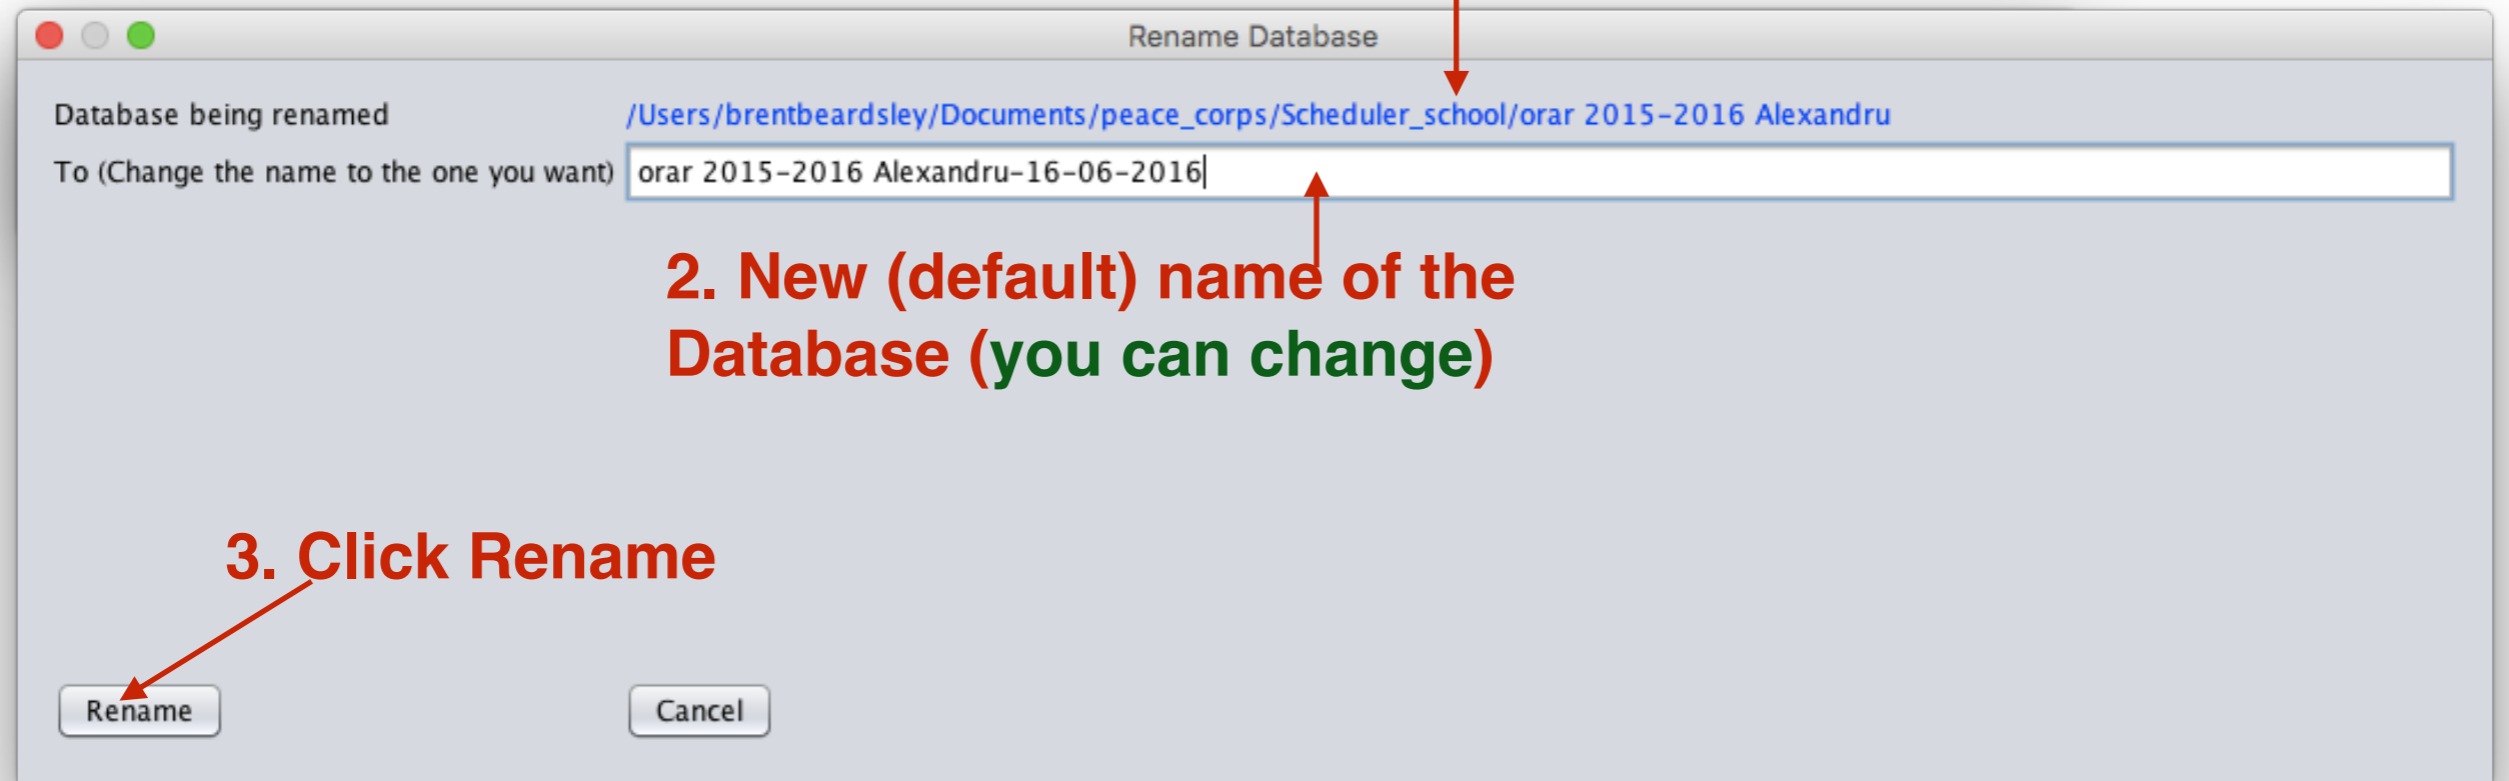 Rename Database
Database being renamed /Users/brentbeardsley/Documents/peace_corps/Scheduler_school/orar 2015-2016 Alexandru
To (Change the name to the one you want) orar 2015-2016 Alexandru-16-06-2016
2. New (default) name of the
Database (you can change)
3. Click Rename
Rename Cancel